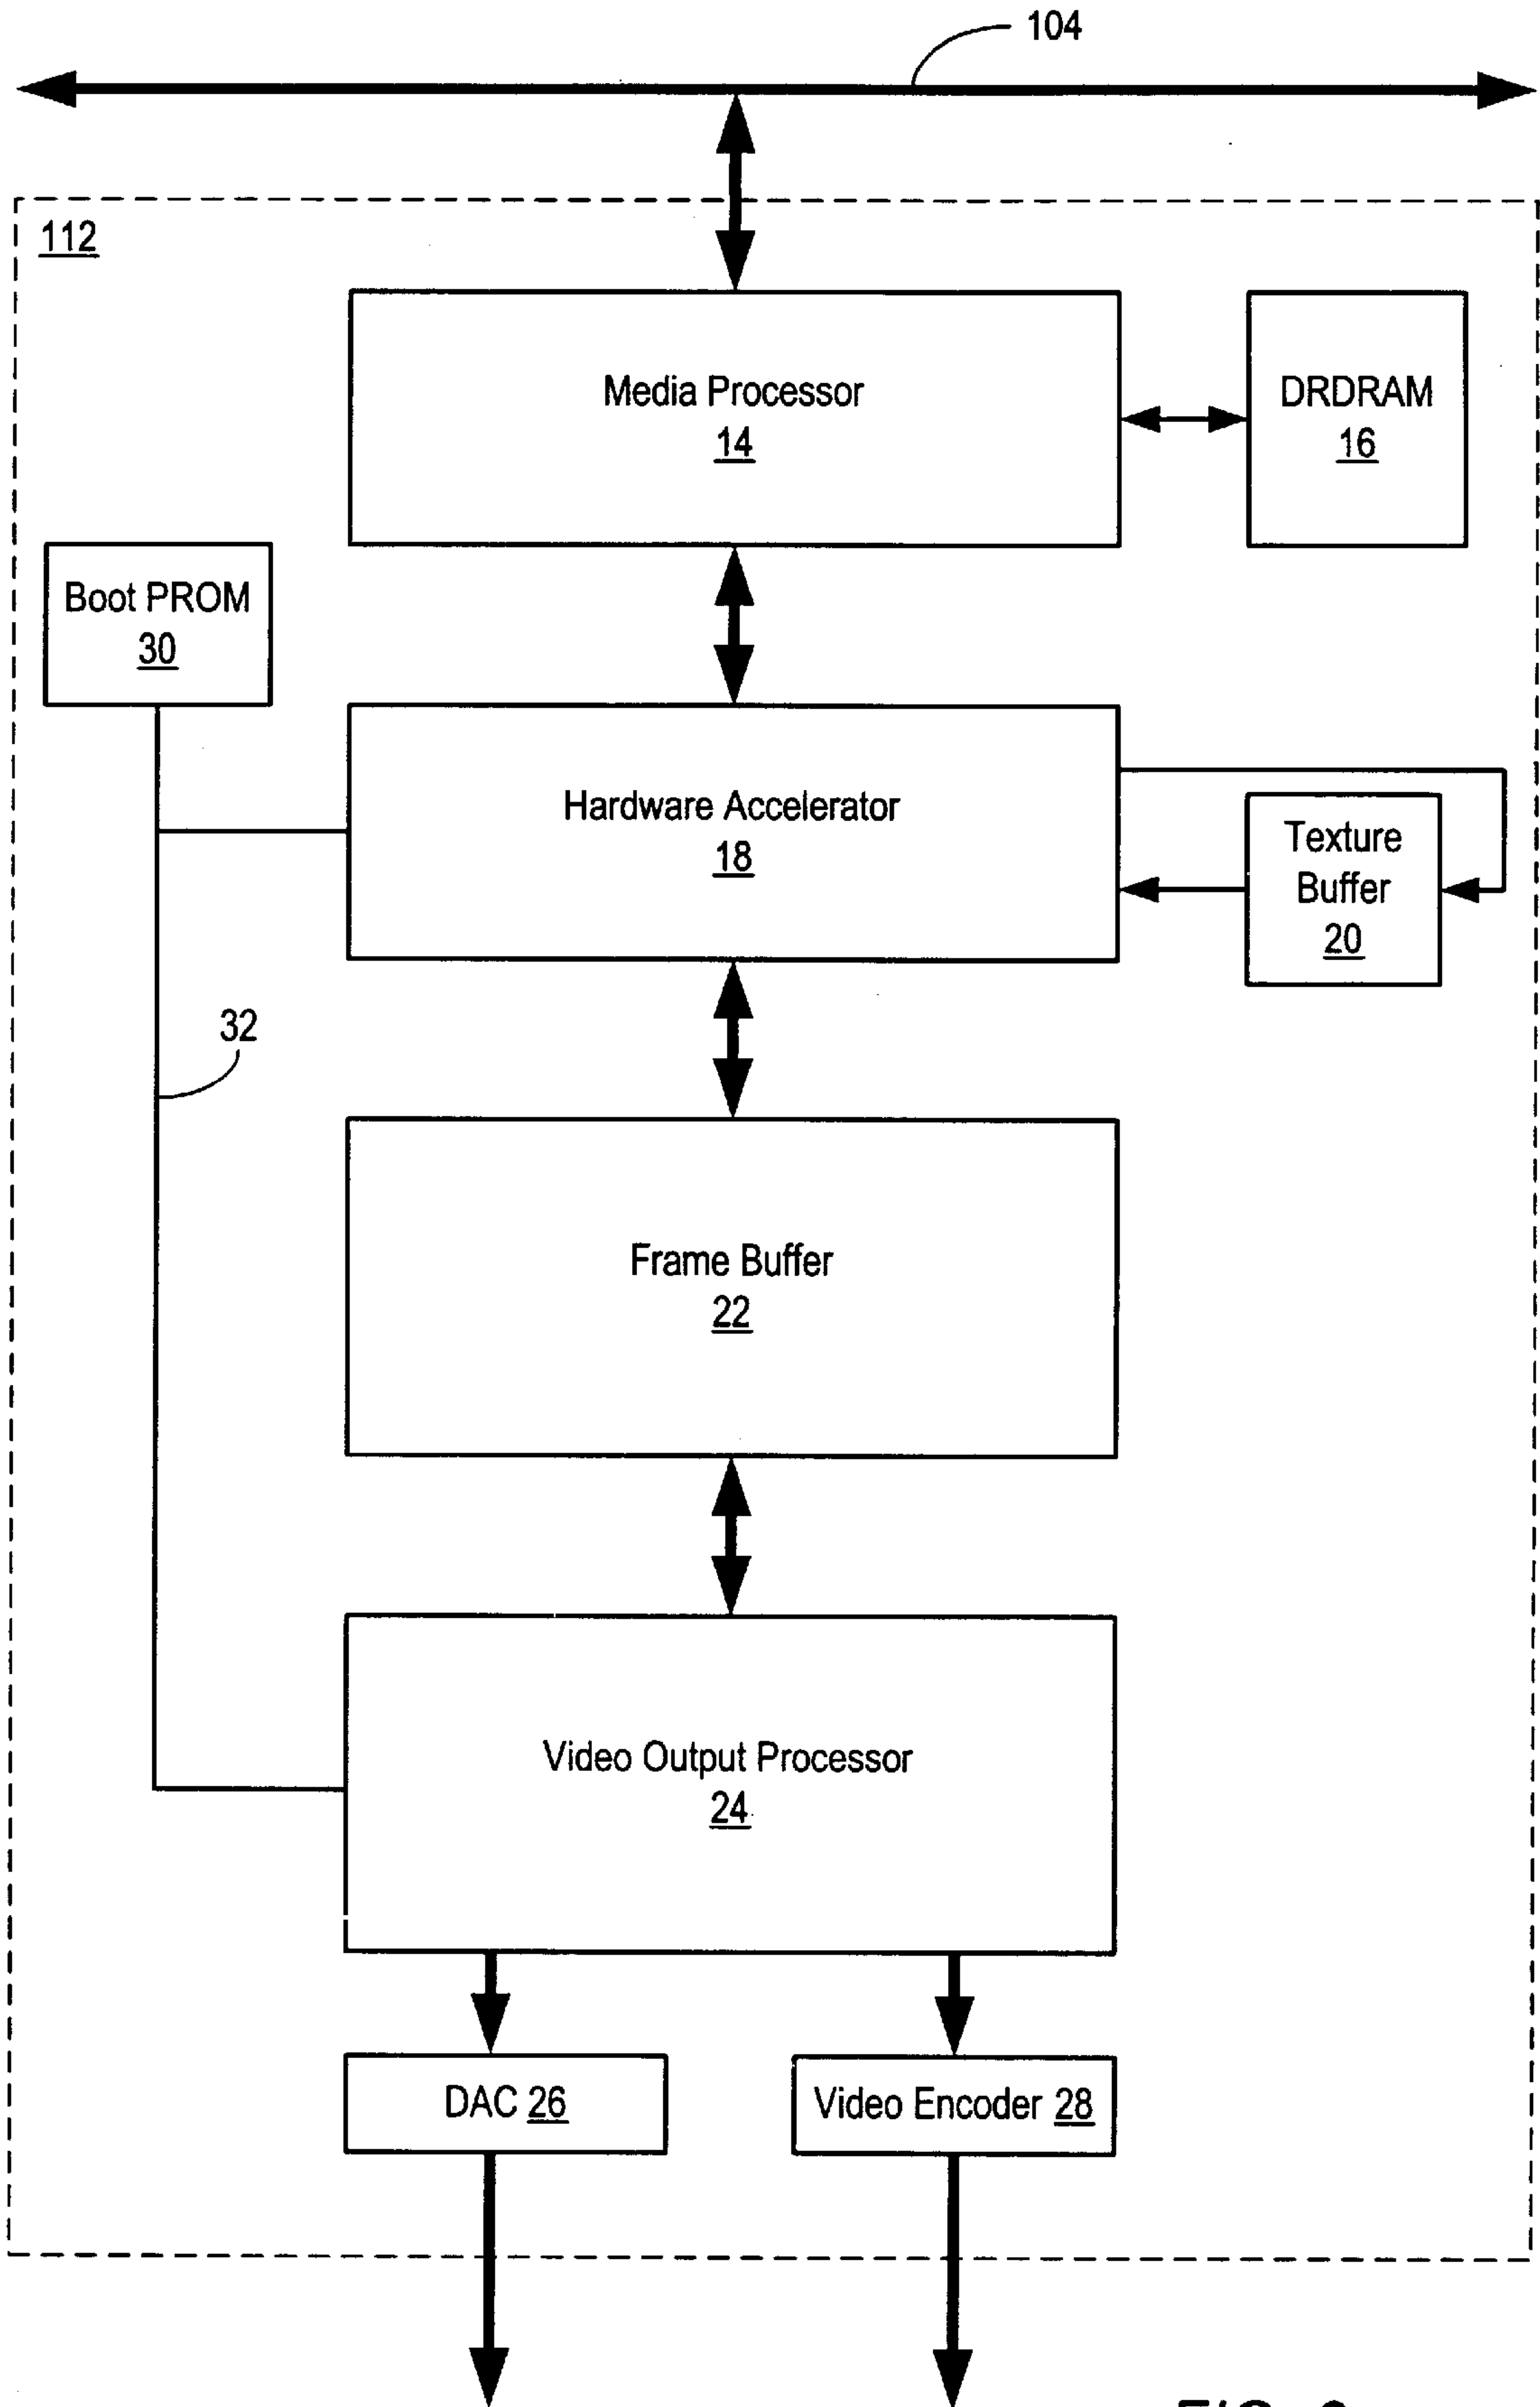 104
112
Media Processor
14
DRDRAM
16
Boot PROM
30
Hardware Accelerator
18
Texture
Buffer
20
32
Frame Buffer
22
Video Output Processor
24
DAC 26
Video Encoder 28